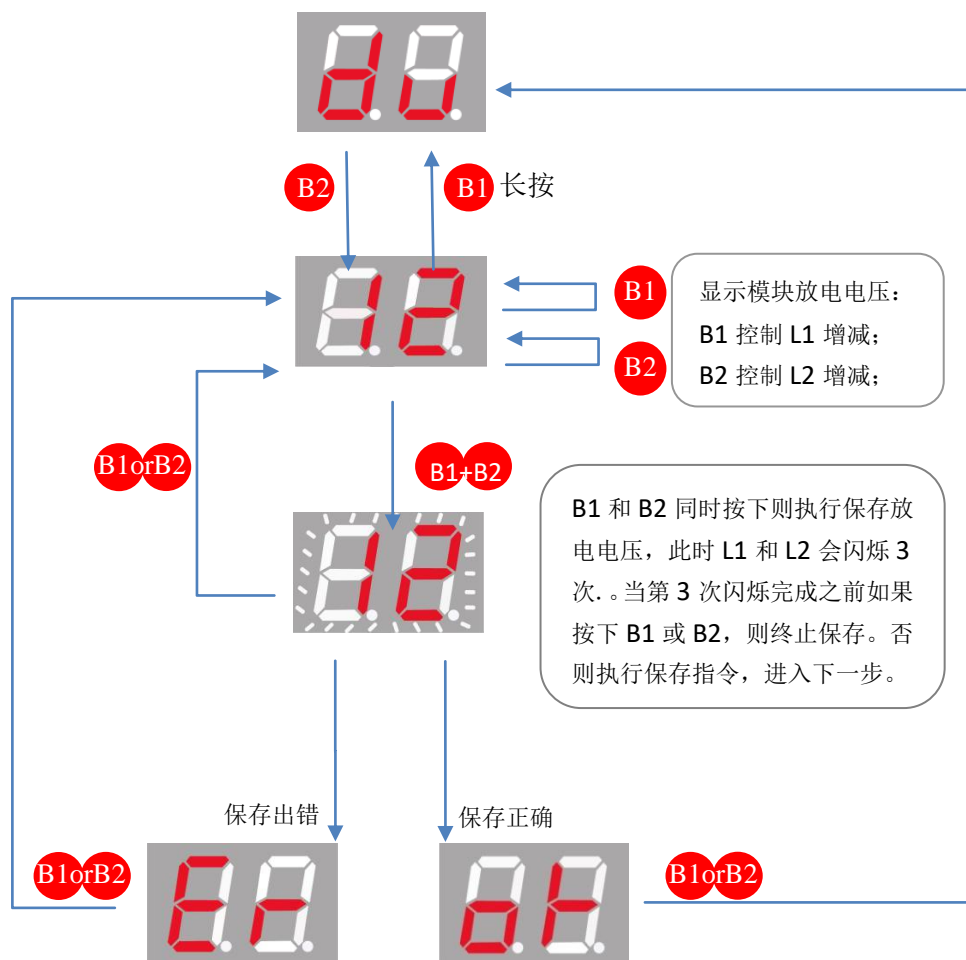 du
B2
B1 长按
12
B1
B2
显示模块放电电压：
B1 控制 L1 增减；
B2 控制 L2 增减；
B1orB2
B1+B2
12
B1 和 B2 同时按下则执行保存放
电电压，此时 L1 和 L2 会闪烁 3
次.。当第 3 次闪烁完成之前如果
按下 B1 或 B2，则终止保存。否
则执行保存指令，进入下一步。
保存出错
保存正确
B1orB2
Er
ok
B1orB2